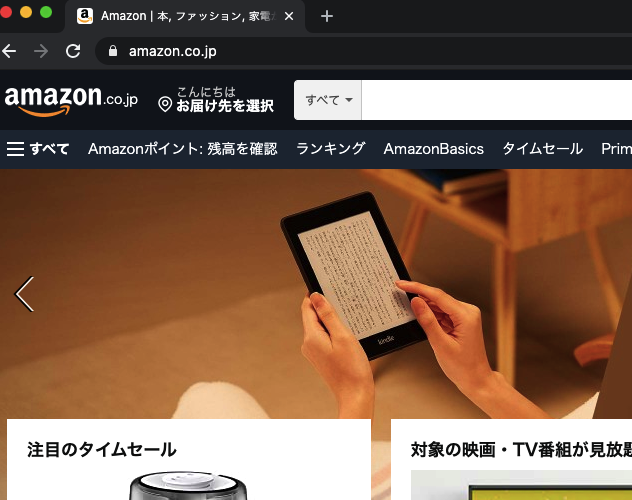 Amazon | 本, ファッション, 家電
amazon.co.jp
amazon.co.jp
こんにちは
お届け先を選択
すべて
すべて Amazonポイント: 残高を確認 ランキング AmazonBasics タイムセール Prim
kindle
注目のタイムセール
対象の映画・TV番組が見放題